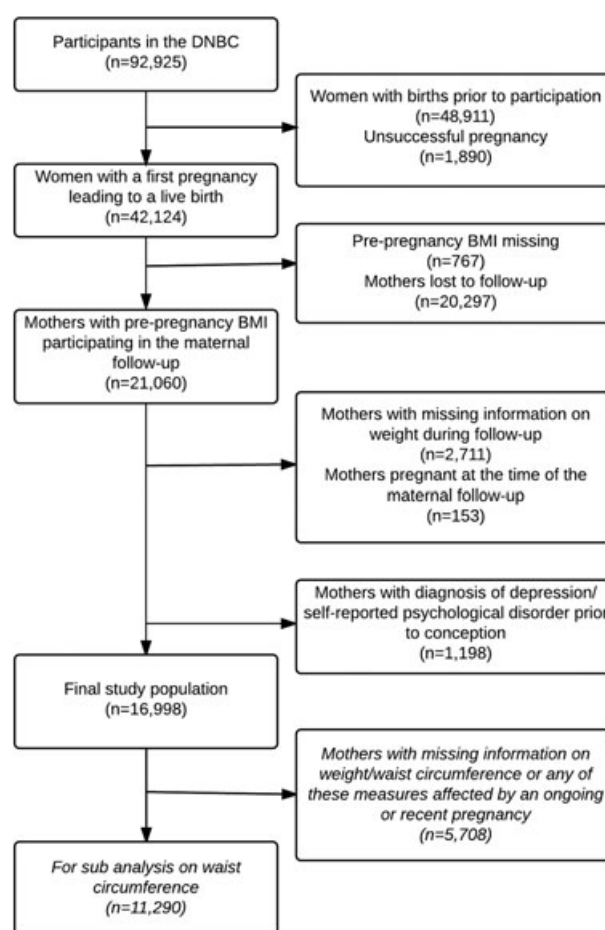 Participants in the DNBC
(n=92,925)
Women with births prior to participation
(n=48,911)
Unsuccessful pregnancy
(n=1,890)
Women with a first pregnancy
leading to a live birth
(n=42,124)
Pre-pregnancy BMI missing
(n=767)
Mothers lost to follow-up
(n=20,297)
Mothers with pre-pregnancy BMI
participating in the maternal
follow-up
(n=21,060)
Mothers with missing information on
weight during follow-up
(n=2,711)
Mothers pregnant at the time of the
maternal follow-up
(n=153)
Mothers with diagnosis of depression/
self-reported psychological disorder prior
to conception
(n=1,198)
Final study population
(n=16,998)
Mothers with missing information on
weight/waist circumference or any of
these measures affected by an ongoing
or recent pregnancy
(n=5,708)
For sub analysis on waist
circumference
(n=11,290)